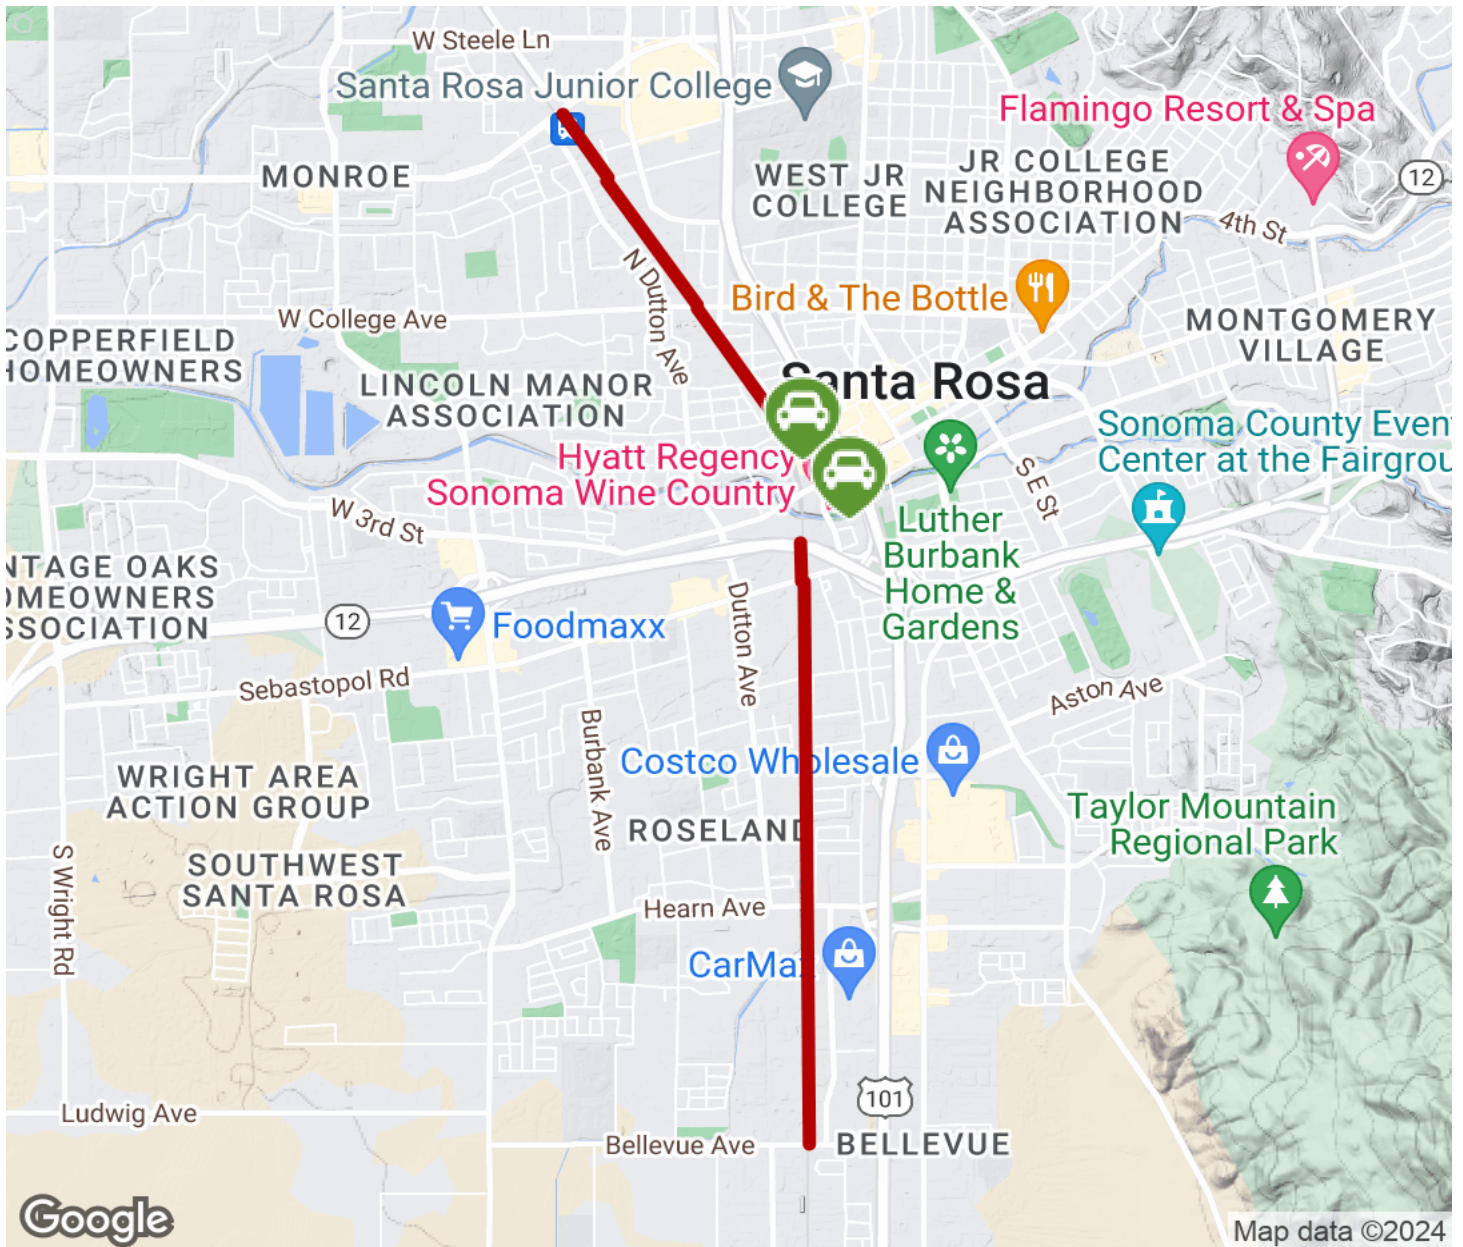 W Steele Ln
Santa Rosa Junior College
Flamingo Resort & Spa
MONROE
WEST JR
COLLEGE
JR COLLEGE
NEIGHBORHOOD
ASSOCIATION
12
4th St
N Dutton Ave
Bird & The Bottle
W College Ave
MONTGOMERY
VILLAGE
COPPERFIELD
HOMEOWNERS
LINCOLN MANOR
ASSOCIATION
Santa Rosa
Sonoma County Even
Center at the Fairgrou
Hyatt Regency
Sonoma Wine Country
S E St
W 3rd St
Luther
Burbank
Home &
Gardens
NTAGE OAKS
OMEOWNERS
SSOCIATION
12
Foodmaxx
Dutton Ave
Sebastopol Rd
Aston Ave
Burbank Ave
Costco Wholesale
WRIGHT AREA
ACTION GROUP
ROSELAND
Taylor Mountain
Regional Park
S Wright Rd
SOUTHWEST
SANTA ROSA
Hearn Ave
CarMax
101
Ludwig Ave
Bellevue Ave
BELLEVUE
Google
Map data ©2024